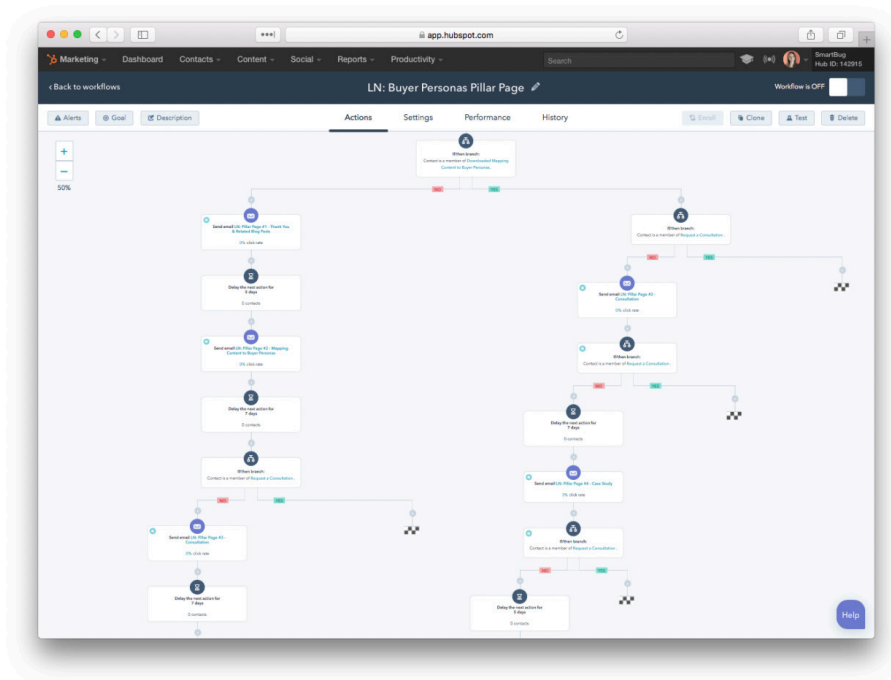 app.hubspot.com
Marketing
Dashboard
Contacts
Content
Social
Reports
Productivity
Search
SmartBug
Hub ID: 142915
Back to workflows
LN: Buyer Personas Pillar Page
Workflow is OFF
Alerts
Goal
Description
Actions
Settings
Performance
History
Email
Clone
Test
Delete
+
–
50%
If/then branch:
Contact is a member of Downloaded Mapping
Content to Buyer Personas.
NO
YES
Send email LN: Pillar Page #1 - Thank You
& Related Blog Posts
0% click rate
Delay the next action for
0 contacts
Send email LN: Pillar Page #2 - Mapping
Content to Buyer Personas
0% click rate
Delay the next action for
7 days
0 contacts
If/then branch:
Contact is a member of Request a Consultation.
NO
YES
Send email LN: Pillar Page #3 -
Consultation
0% click rate
Delay the next action for
7 days
0 contacts
If/then branch:
Contact is a member of Request a Consultation.
NO
YES
Send email LN: Pillar Page
Consultation
0% click rate
If/then branch:
Contact is a member of Request a Consultation.
NO
YES
Delay the next action for
7 days
0 contacts
Send email LN: Pillar Page - Case Study
0% click rate
If/then branch:
Contact is a member of Request a Consultation.
NO
YES
Delay the next action for
0 contacts
Help